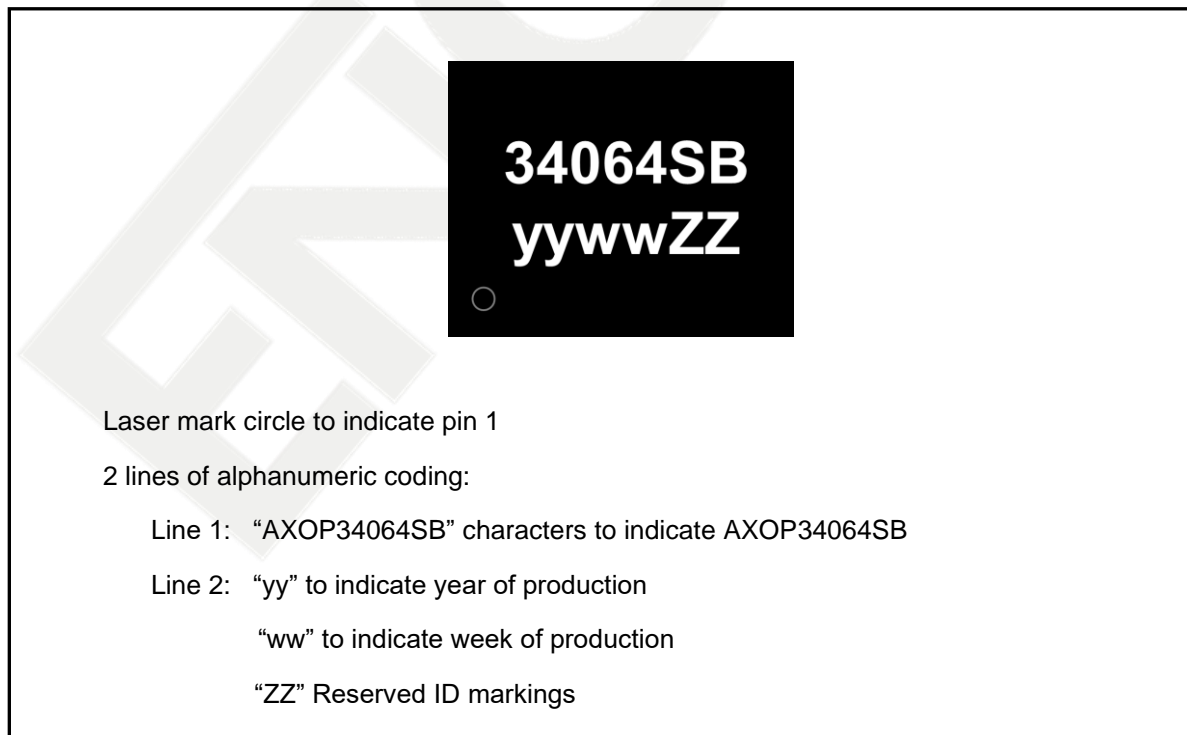 34064SB
yywwZZ
Laser mark circle to indicate pin 1
2 lines of alphanumeric coding:
Line 1: “AXOP34064SB” characters to indicate AXOP34064SB
Line 2: “yy” to indicate year of production
“ww” to indicate week of production
“ZZ” Reserved ID markings